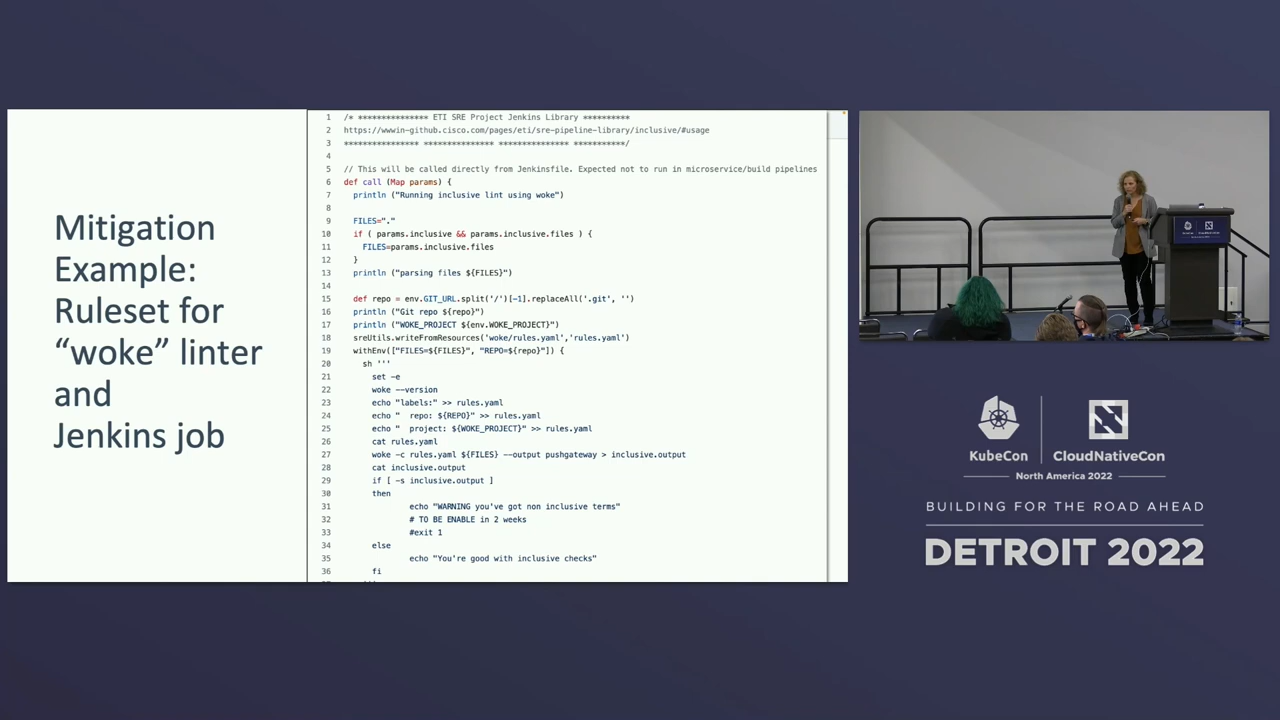 Mitigation
Example:
Ruleset for
“woke” linter
and
Jenkins job
1 /* *************** ETI SRE Project Jenkins Library **********
2 https://wwwin-github.cisco.com/pages/eti/sre-pipeline-library/inclusive/#usage
3 **************** *************** *************** ***********/
4
5 // This will be called directly from Jenkinsfile. Expected not to run in microservice/build pipelines
6 def call (Map params) {
7 println ("Running inclusive lint using woke")
8
9 FILES="."
10 if ( params.inclusive && params.inclusive.files ) {
11 FILES=params.inclusive.files
12 }
13 println ("parsing files ${FILES}")
14
15 def repo = env.GIT_URL.split('/')[-1].replaceAll('.git', '')
16 println ("Git repo ${repo}")
17 println ("WOKE_PROJECT ${env.WOKE_PROJECT}")
18 sreUtils.writeFromResources('woke/rules.yaml','rules.yaml')
19 withEnv(["FILES=${FILES}", "REPO=${repo}"]) {
20 sh '''
21 set -e
22 woke --version
23 echo "labels:" >> rules.yaml
24 echo "  repo: ${REPO}" >> rules.yaml
25 echo "  project: ${WOKE_PROJECT}" >> rules.yaml
26 cat rules.yaml
27 woke -c rules.yaml ${FILES} --output pushgateway > inclusive.output
28 cat inclusive.output
29 if [ -s inclusive.output ]
30 then
31 echo "WARNING you've got non inclusive terms"
32 # TO BE ENABLE in 2 weeks
33 #exit 1
34 else
35 echo "You're good with inclusive checks"
36 fi
KubeCon
CloudNativeCon
North America 2022
BUILDING FOR THE ROAD AHEAD
DETROIT 2022